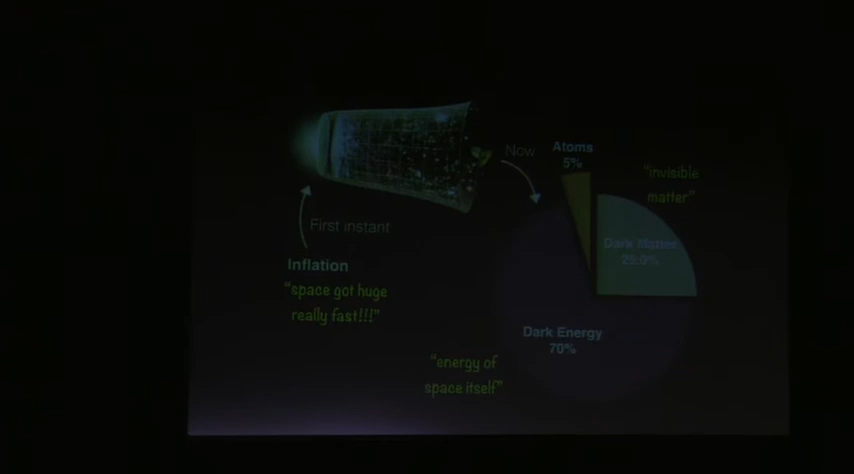 Now
Atoms
5%
"invisible
matter"
First instant
Dark Matter
25.0%
Inflation
"space got huge
really fast!!!"
Dark Energy
70%
"energy of
space itself"